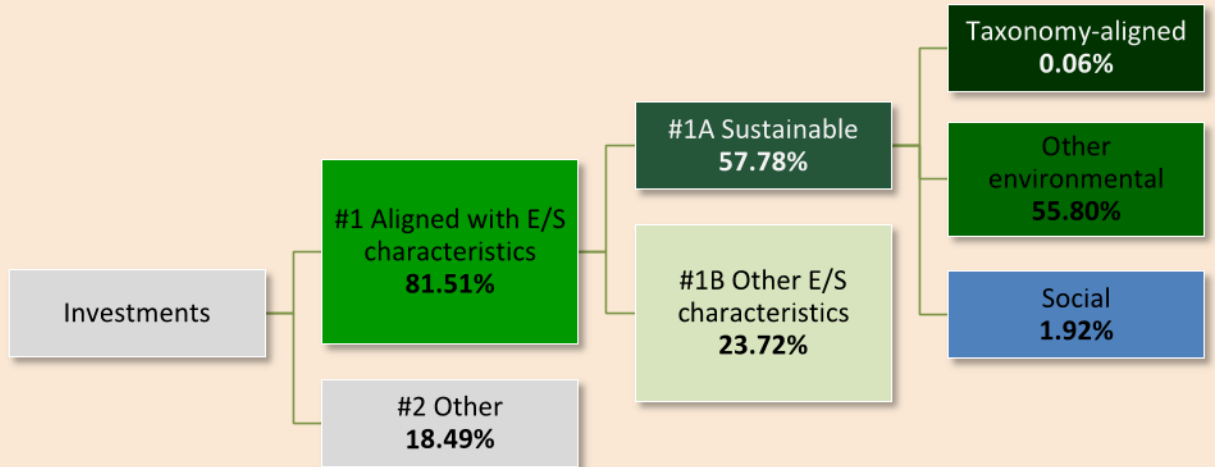 Investments
#1 Aligned with E/S
characteristics
81.51%
#2 Other
18.49%
#1A Sustainable
57.78%
#1B Other E/S
characteristics
23.72%
Taxonomy-aligned
0.06%
Other
environmental
55.80%
Social
1.92%